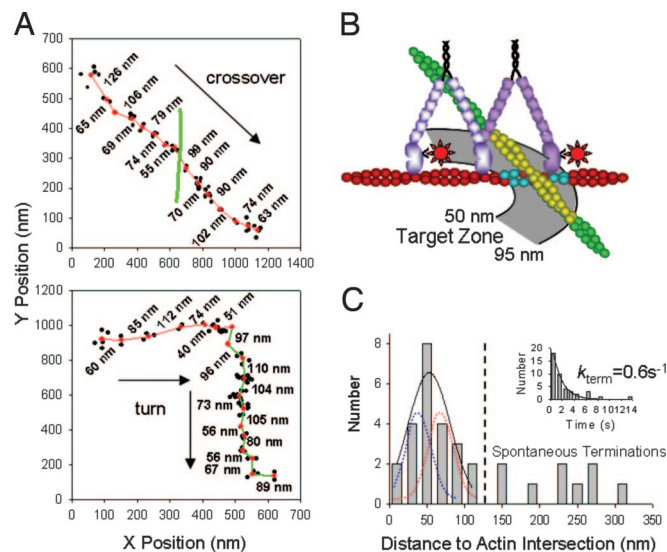 A
Y Position (nm)
700
600
500
400
300
200
100
0
126 nm
65 nm
106 nm
69 nm
79 nm
74 nm
55 nm
99 nm
90 nm
70 nm
90 nm
102 nm
74 nm
63 nm
crossover
0 200 400 600 800 1000 1200 1400
1200
1000
800
600
400
200
0
60 nm
85 nm
112 nm
74 nm
40 nm
51 nm
97 nm
96 nm
110 nm
104 nm
73 nm
105 nm
56 nm
80 nm
56 nm
67 nm
89 nm
turn
0 100 200 300 400 500 600 700
X Position (nm)
B
50 nm
Target Zone
95 nm
C
Number
8
6
4
2
0
Number
20
10
0
kterm=0.6s-1
0 2 4 6 8 10 12 14
Time (s)
Spontaneous Terminations
0 50 100 150 200 250 300 350
Distance to Actin Intersection (nm)